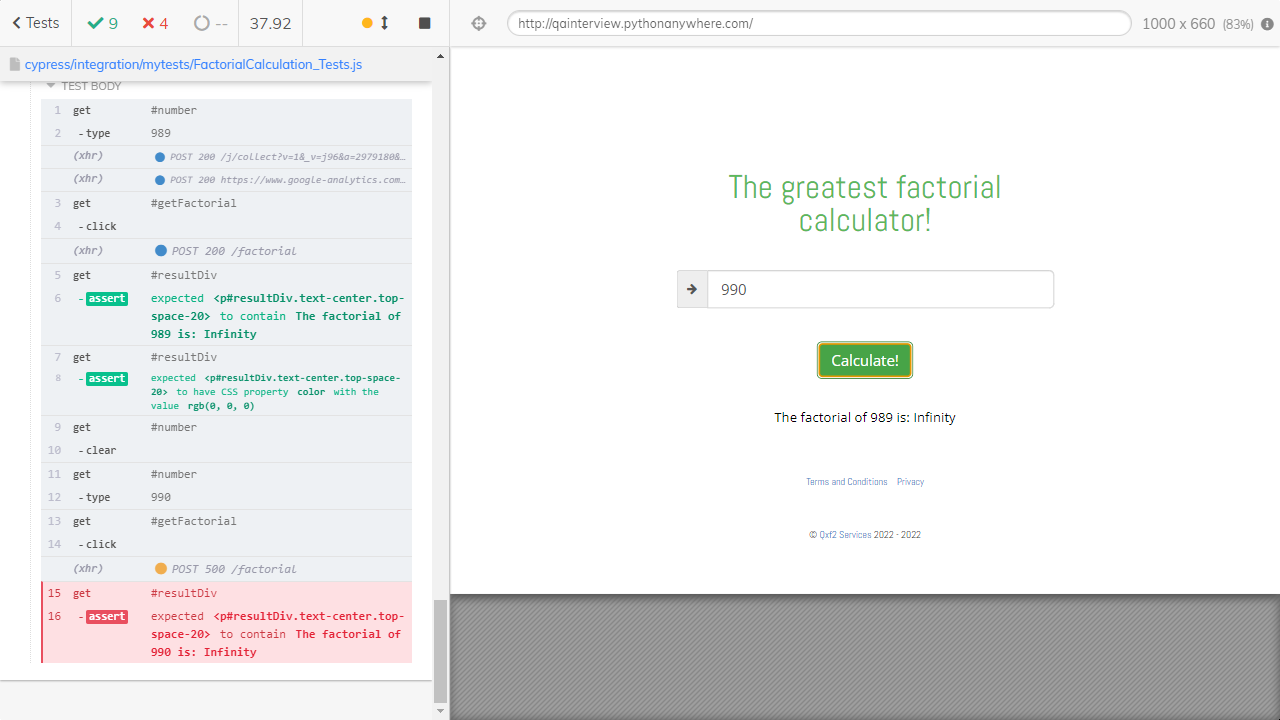 Tests 9 4 -- 37.92
cypress/integration/mytests/FactorialCalculation_Tests.js
TEST BODY
1 get #number
2 -type 989
(xhr) POST 200 /j/collect?v=1&_v=j96&a=2979180&…
(xhr) POST 200 https://www.google-analytics.com…
3 get #getFactorial
4 -click
(xhr) POST 200 /factorial
5 get #resultDiv
6 -assert expected <p#resultDiv.text-center.top-
space-20> to contain The factorial of
989 is: Infinity
7 get #resultDiv
8 -assert expected <p#resultDiv.text-center.top-space-
20> to have CSS property color with the
value rgb(0, 0, 0)
9 get #number
10 -clear
11 get #number
12 -type 990
13 get #getFactorial
14 -click
(xhr) POST 500 /factorial
15 get #resultDiv
16 -assert expected <p#resultDiv.text-center.top-
space-20> to contain The factorial of
990 is: Infinity
http://qainterview.pythonanywhere.com/ 1000 x 660 (83%)
The greatest factorial
calculator!
990
Calculate!
The factorial of 989 is: Infinity
Terms and Conditions Privacy
© Qxf2 Services 2022 - 2022